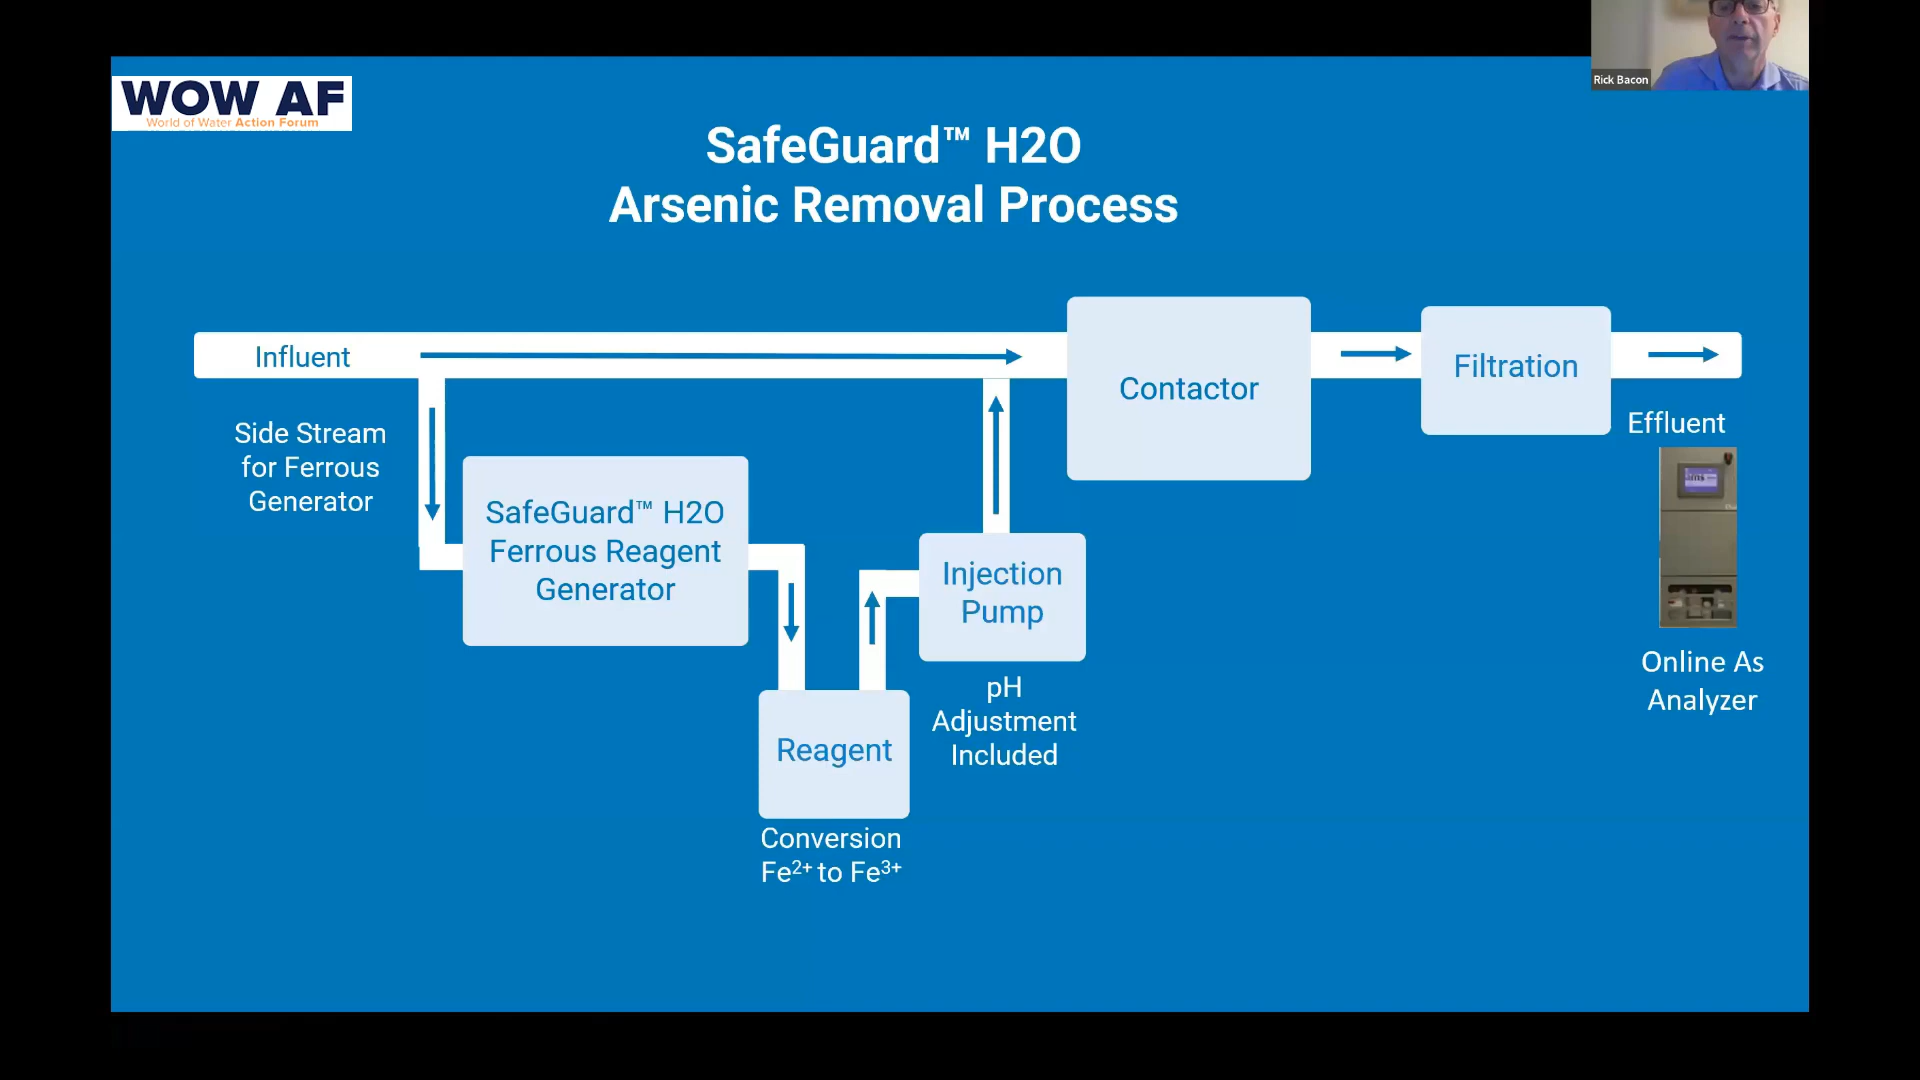 Rick Bacon
WOW AF
World of Water Action Forum
SafeGuard™ H2O
Arsenic Removal Process
Influent
Contactor
Filtration
Effluent
Side Stream
for Ferrous
Generator
SafeGuard™ H2O
Ferrous Reagent
Generator
Injection
Pump
pH
Adjustment
Included
Reagent
Conversion
Fe²⁺ to Fe³⁺
Online As
Analyzer